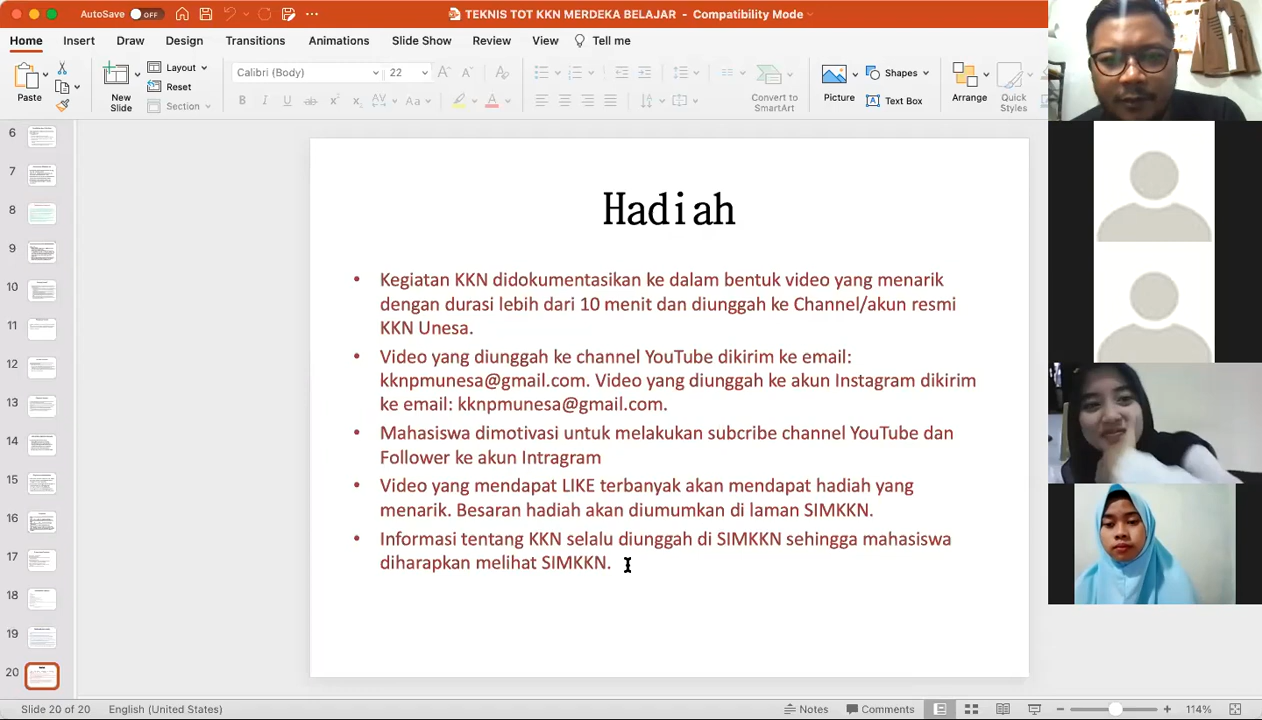 AutoSave OFF
TEKNIS TOT KKN MERDEKA BELAJAR - Compatibility Mode
Home Insert Draw Design Transitions Animations Slide Show Review View Tell me
Paste
New Slide
Layout
Reset
Section
Calibri (Body) 22
Convert to SmartArt
Picture
Shapes
Text Box
Arrange
Quick Styles
6
7
8
9
10
11
12
13
14
15
16
17
18
19
20
Hadiah
• Kegiatan KKN didokumentasikan ke dalam bentuk video yang menarik
dengan durasi lebih dari 10 menit dan diunggah ke Channel/akun resmi
KKN Unesa.
• Video yang diunggah ke channel YouTube dikirim ke email:
kknpmunesa@gmail.com. Video yang diunggah ke akun Instagram dikirim
ke email: kknpmunesa@gmail.com.
• Mahasiswa dimotivasi untuk melakukan subcribe channel YouTube dan
Follower ke akun Intragram
• Video yang mendapat LIKE terbanyak akan mendapat hadiah yang
menarik. Besaran hadiah akan diumumkan di laman SIMKKN.
• Informasi tentang KKN selalu diunggah di SIMKKN sehingga mahasiswa
diharapkan melihat SIMKKN.
Slide 20 of 20 English (United States) Notes Comments 114%